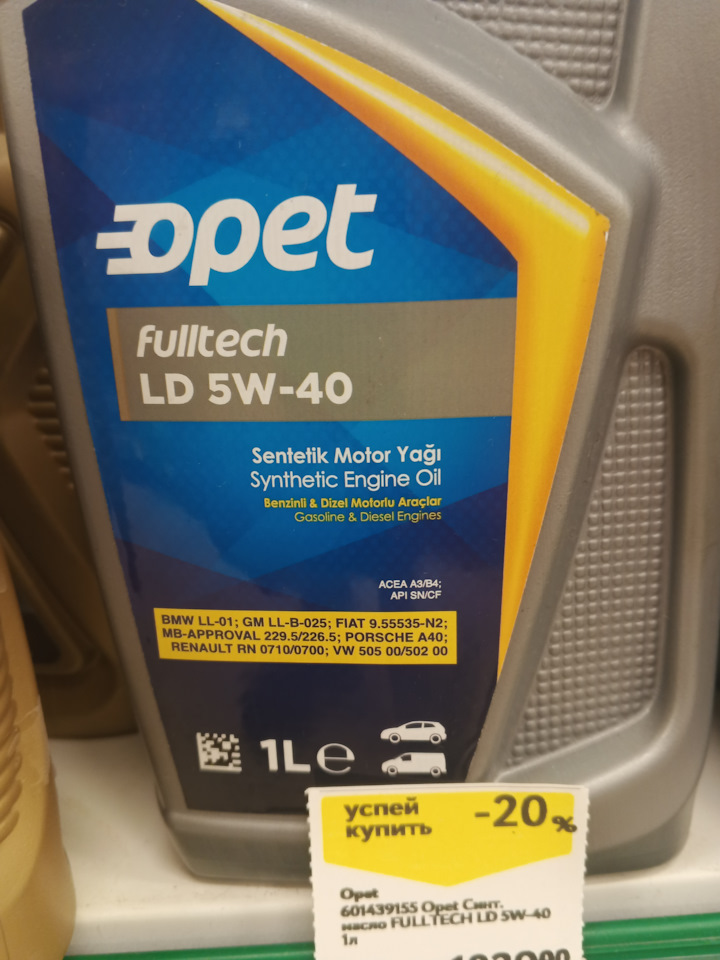 opet
fulltech
LD 5W-40
Sentetik Motor Yağı
Synthetic Engine Oil
Benzinli & Dizel Motorlu Araçlar
Gasoline & Diesel Engines
ACEA A3/B4;
API SN/CF
BMW LL-01; GM LL-B-025; FIAT 9.55535-N2;
MB-APPROVAL 229.5/226.5; PORSCHE A40;
RENAULT RN 0710/0700; VW 505 00/502 00
1L e
успей
купить
-20%
Opet
601439155 Opet Синт.
масло FULLTECH LD 5W-40
1л